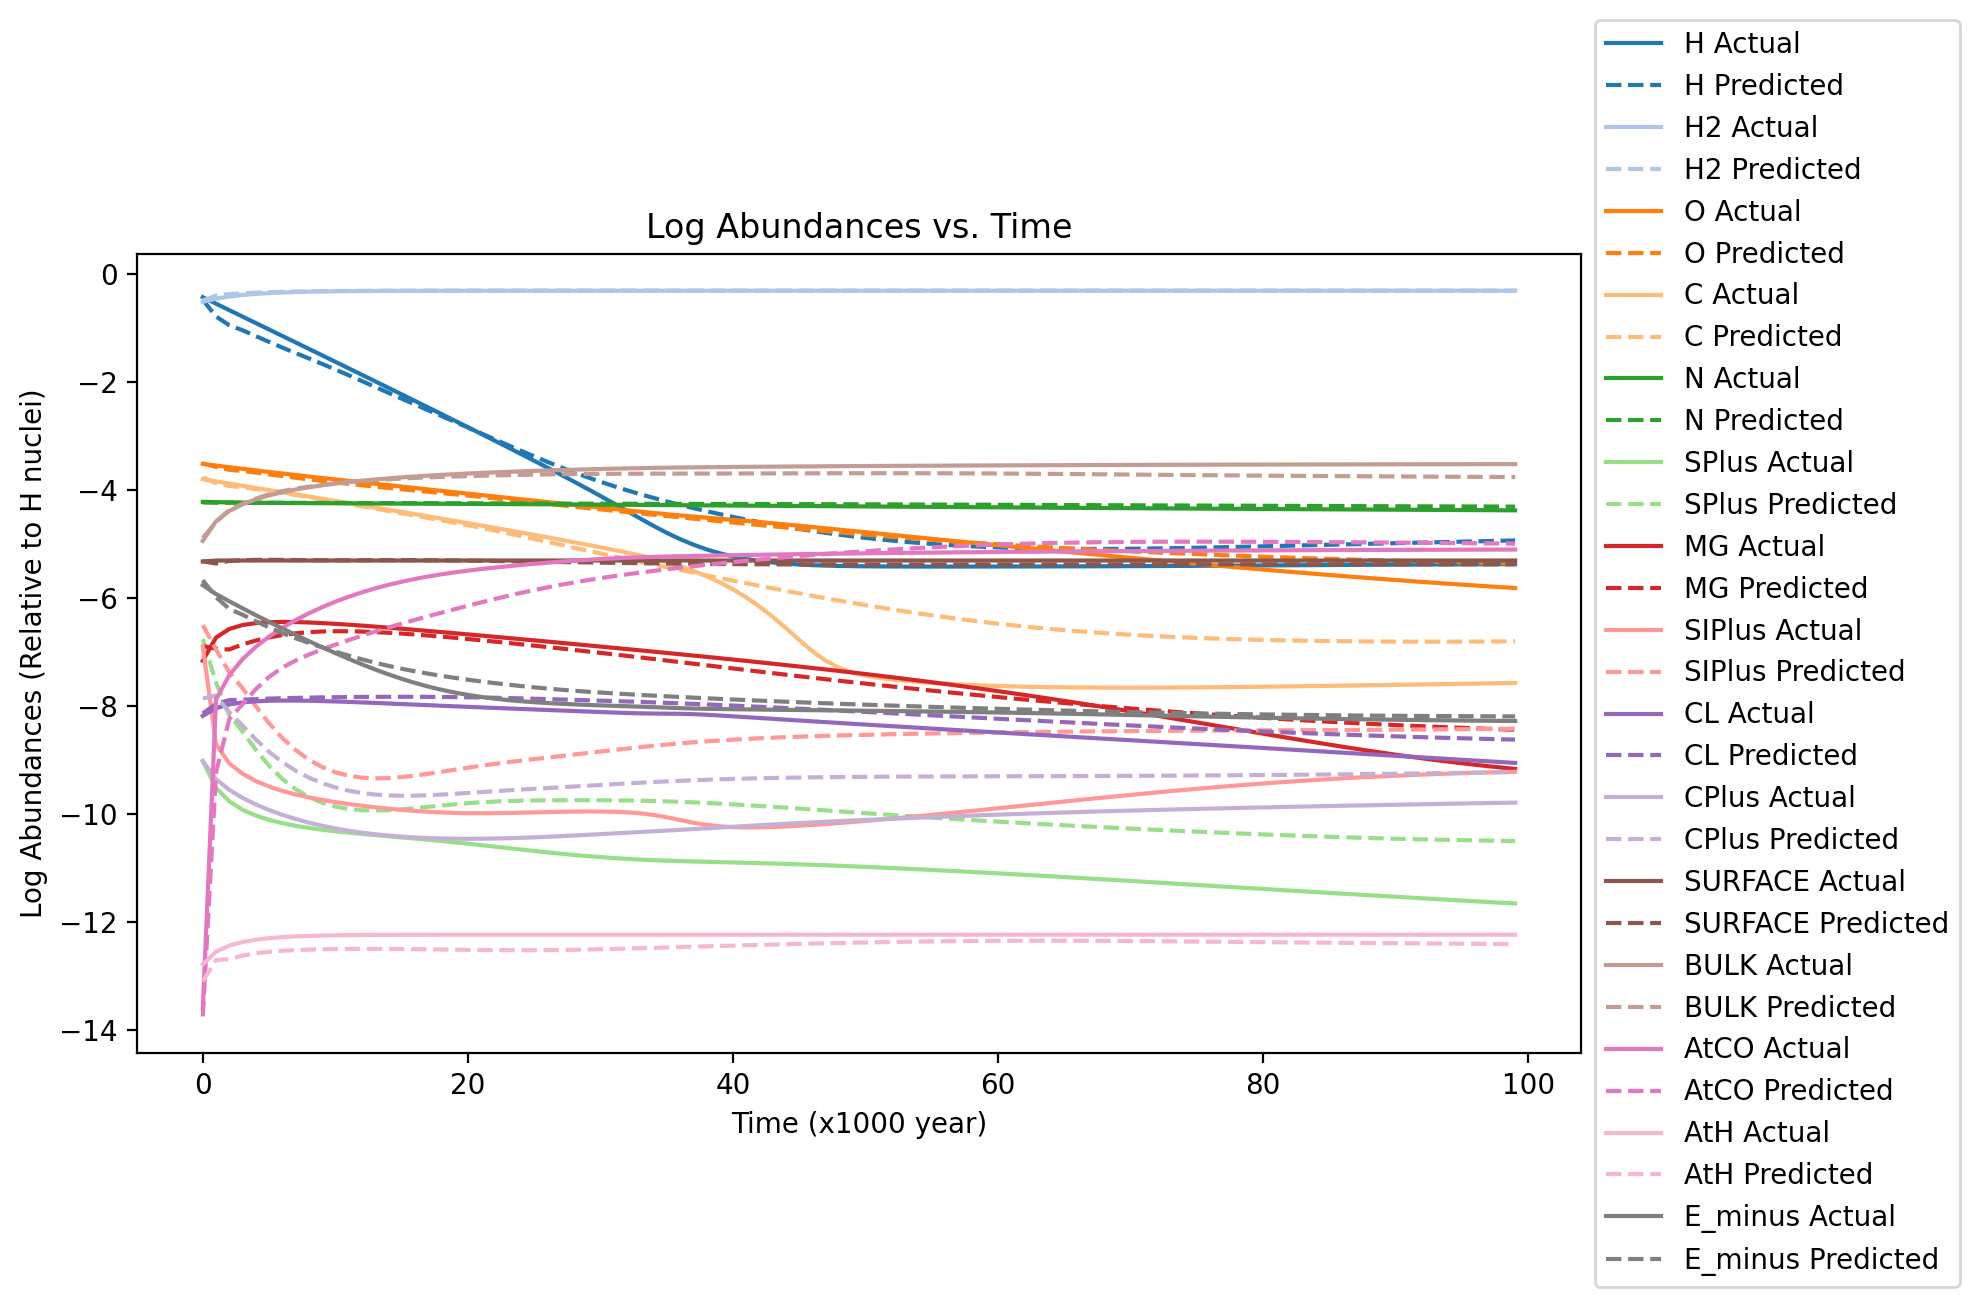 Log Abundances vs. Time
Log Abundances (Relative to H nuclei)
0
−2
−4
−6
−8
−10
−12
−14
0
20
40
60
80
100
Time (x1000 year)
H Actual
H Predicted
H2 Actual
H2 Predicted
O Actual
O Predicted
C Actual
C Predicted
N Actual
N Predicted
SPlus Actual
SPlus Predicted
MG Actual
MG Predicted
SIPlus Actual
SIPlus Predicted
CL Actual
CL Predicted
CPlus Actual
CPlus Predicted
SURFACE Actual
SURFACE Predicted
BULK Actual
BULK Predicted
AtCO Actual
AtCO Predicted
AtH Actual
AtH Predicted
E_minus Actual
E_minus Predicted